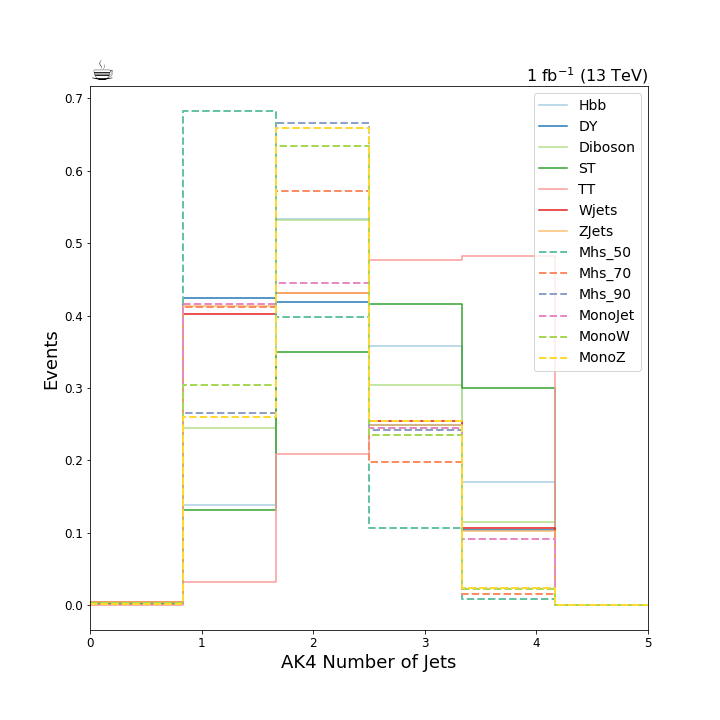 1 fb⁻¹ (13 TeV)
0.7
0.6
0.5
0.4
0.3
0.2
0.1
0.0
Events
Hbb
DY
Diboson
ST
TT
Wjets
ZJets
Mhs_50
Mhs_70
Mhs_90
MonoJet
MonoW
MonoZ
0 1 2 3 4 5
AK4 Number of Jets